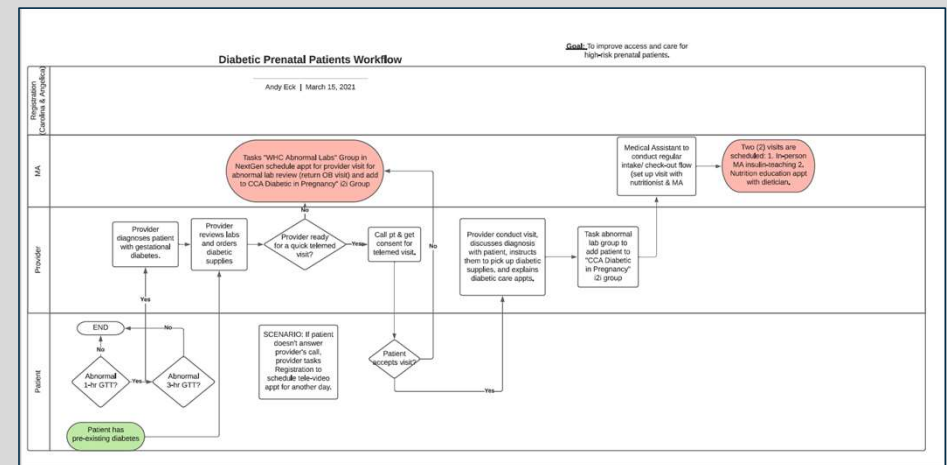 Diabetic Prenatal Patients Workflow
Goal: To improve access and care for
high-risk prenatal patients.
Andy Eck | March 15, 2021
Registration
(Carolina & Angelica)
MA
Tasks "WHC Abnormal Labs" Group in
NextGen schedule appt for provider visit for
abnormal lab review (return OB visit) and add
to CCA Diabetic in Pregnancy" i2i Group
Medical Assistant to
conduct regular
intake/ check-out flow
(set up visit with
nutritionist & MA
Two (2) visits are
scheduled: 1. In-person
MA insulin-teaching 2.
Nutrition education appt
with dietician.
Provider
Provider
diagnoses patient
with gestational
diabetes.
Provider
reviews labs
and orders
diabetic
supplies
No
Provider ready
for a quick telemed
visit?
Yes
Call pt & get
consent for
telemed visit.
No
Provider conduct visit,
discusses diagnosis
with patient, instructs
them to pick up diabetic
supplies, and explains
diabetic care appts.
Task abnormal
lab group to
add patient to
"CCA Diabetic
in Pregnancy"
i2i group
Yes
Patient
END
No
No
Abnormal
1-hr GTT?
Yes
Abnormal
3-hr GTT?
SCENARIO: If patient
doesn't answer
provider's call,
provider tasks
Registration to
schedule tele-video
appt for another day.
Patient
accepts visit?
Yes
Patient has
pre-existing diabetes